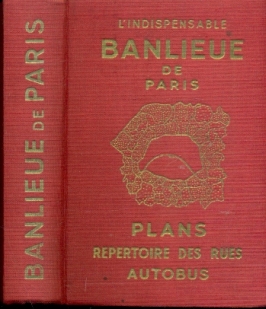 BANLIEUE DE PARIS
L'INDISPENSABLE
BANLIEUE
DE
PARIS
PLANS
REPERTOIRE DES RUES
AUTOBUS